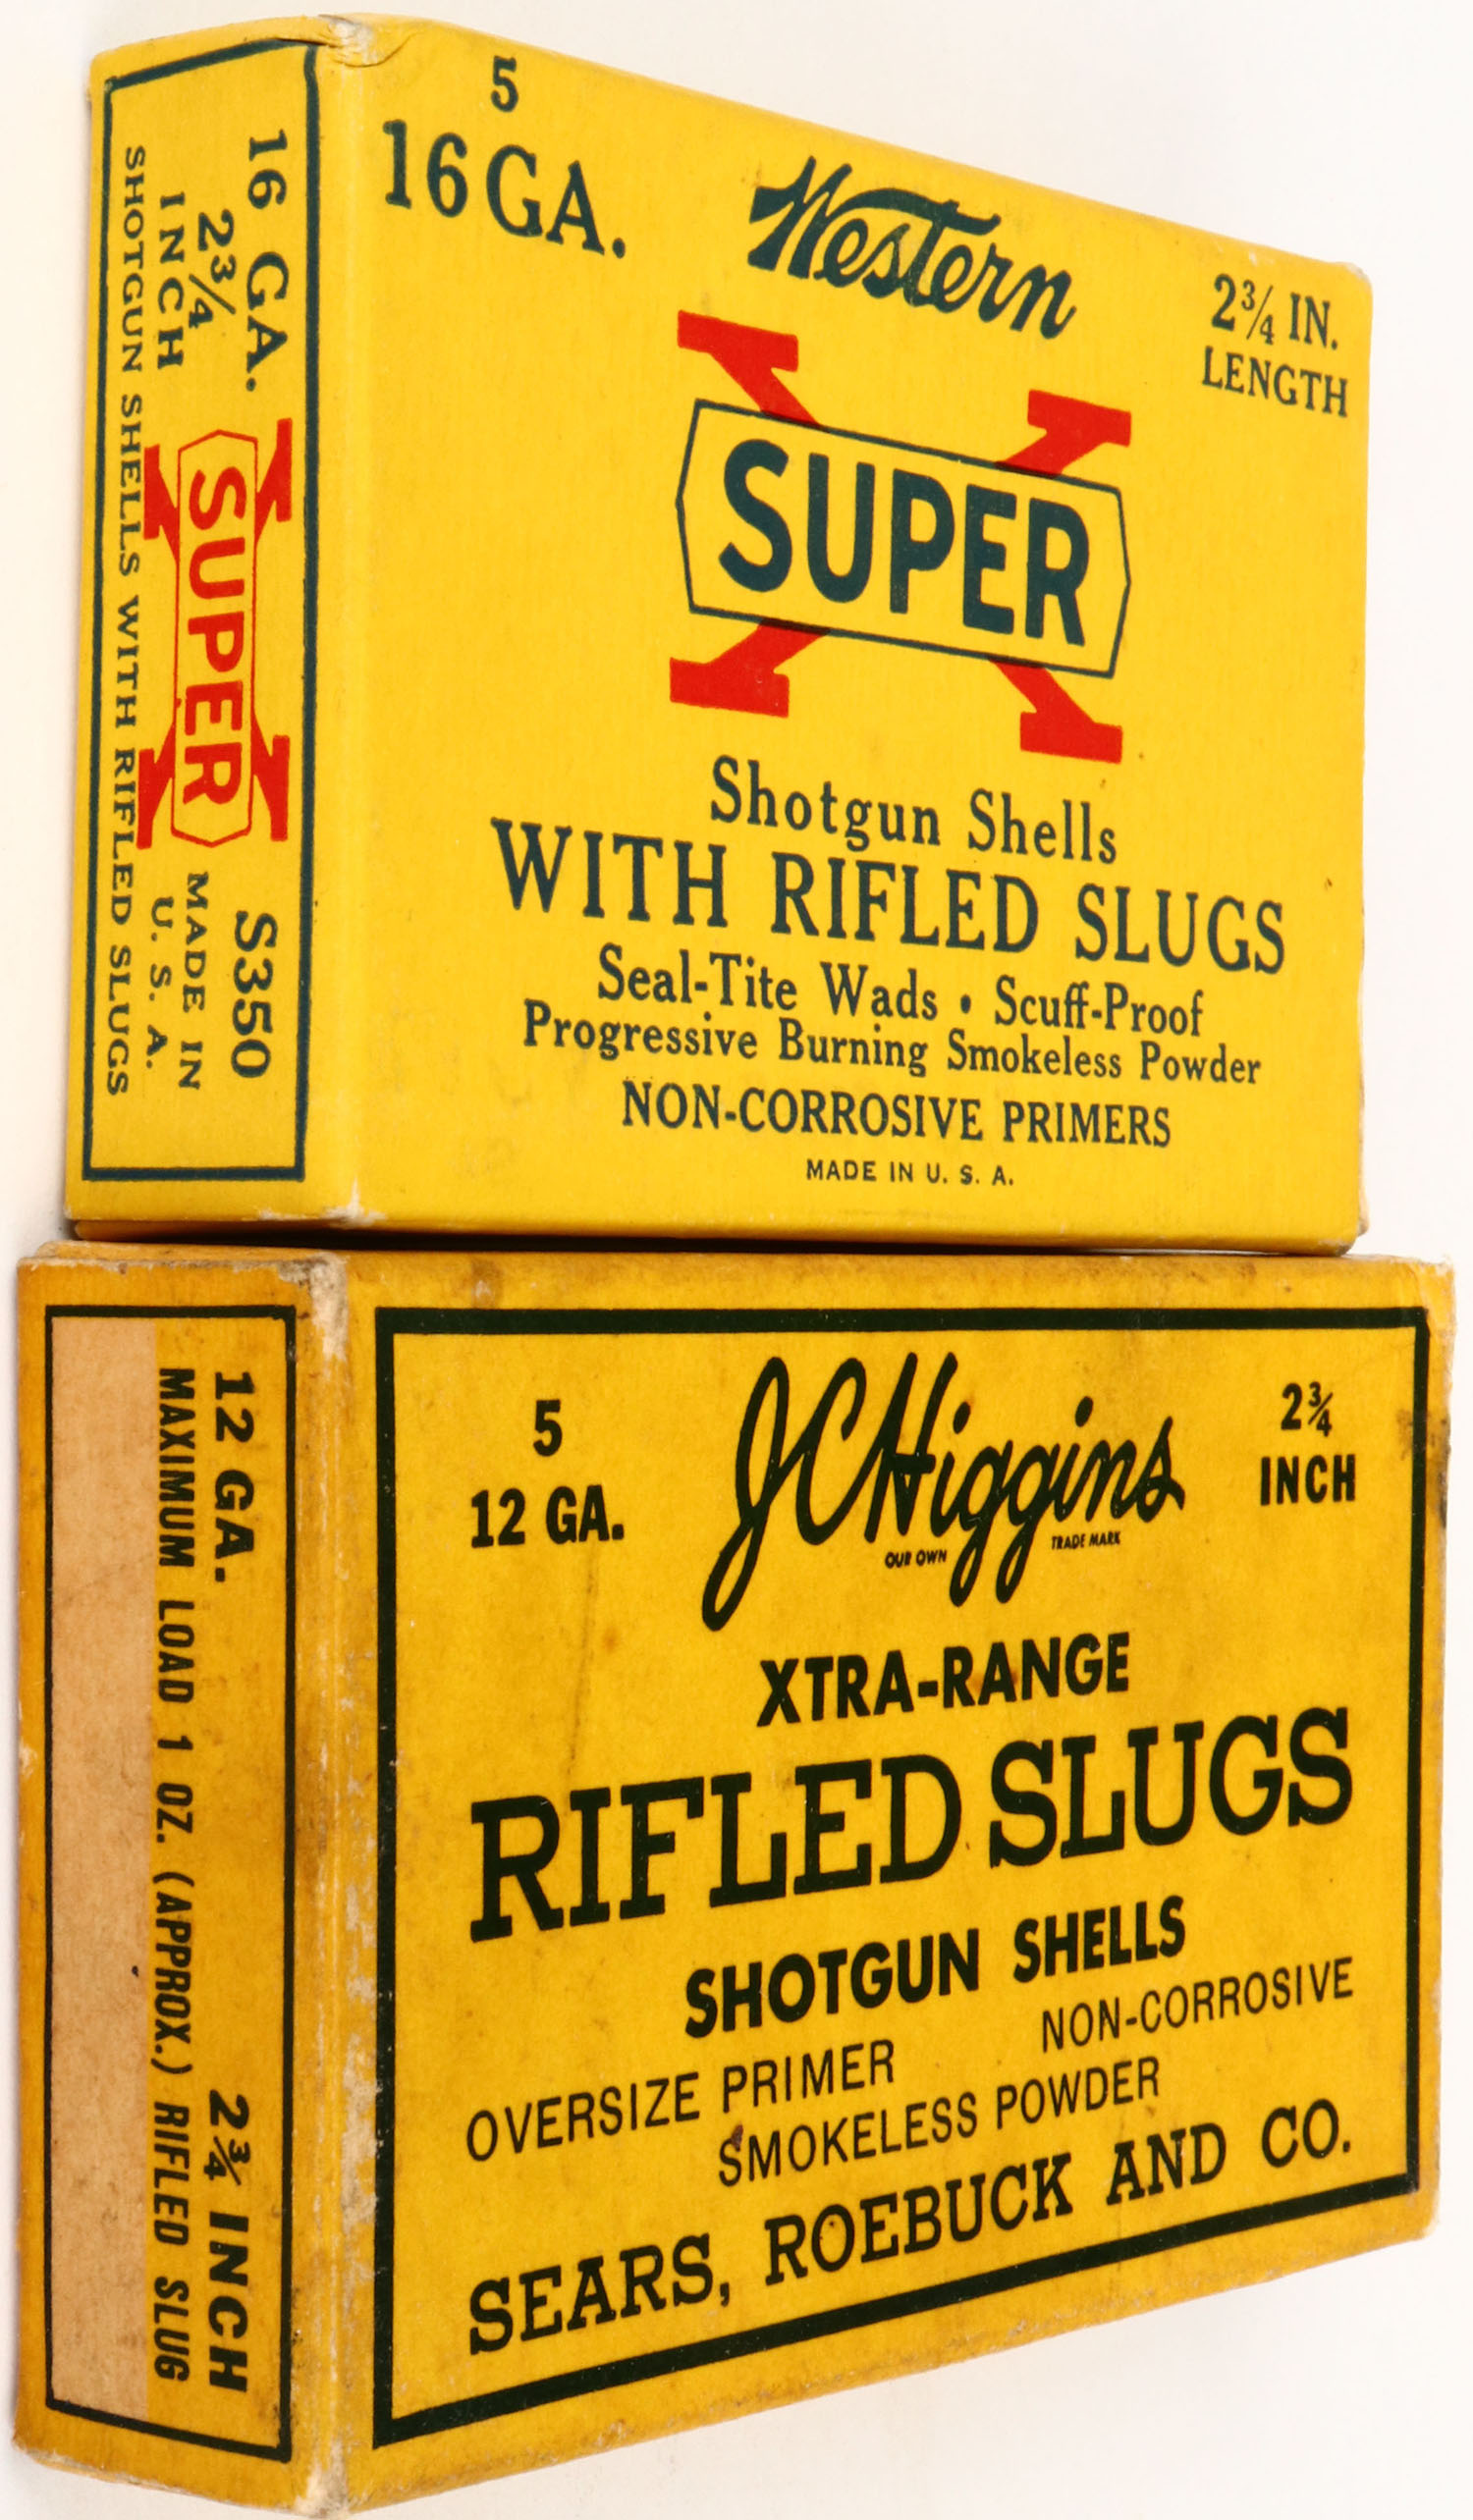 5
16 GA.
Western
2¾ IN.
LENGTH
X
SUPER
Shotgun Shells
WITH RIFLED SLUGS
Seal-Tite Wads • Scuff-Proof
Progressive Burning Smokeless Powder
NON-CORROSIVE PRIMERS
MADE IN U. S. A.
16 GA.
2¾
INCH
X
SUPER
S350
MADE IN
U. S. A.
SHOTGUN SHELLS WITH RIFLED SLUGS
5
12 GA.
JC Higgins
OUR OWN TRADE MARK
2¾
INCH
XTRA-RANGE
RIFLED SLUGS
SHOTGUN SHELLS
OVERSIZE PRIMER NON-CORROSIVE
SMOKELESS POWDER
SEARS, ROEBUCK AND CO.
12 GA. 2¾ INCH
MAXIMUM LOAD 1 OZ. (APPROX.) RIFLED SLUG